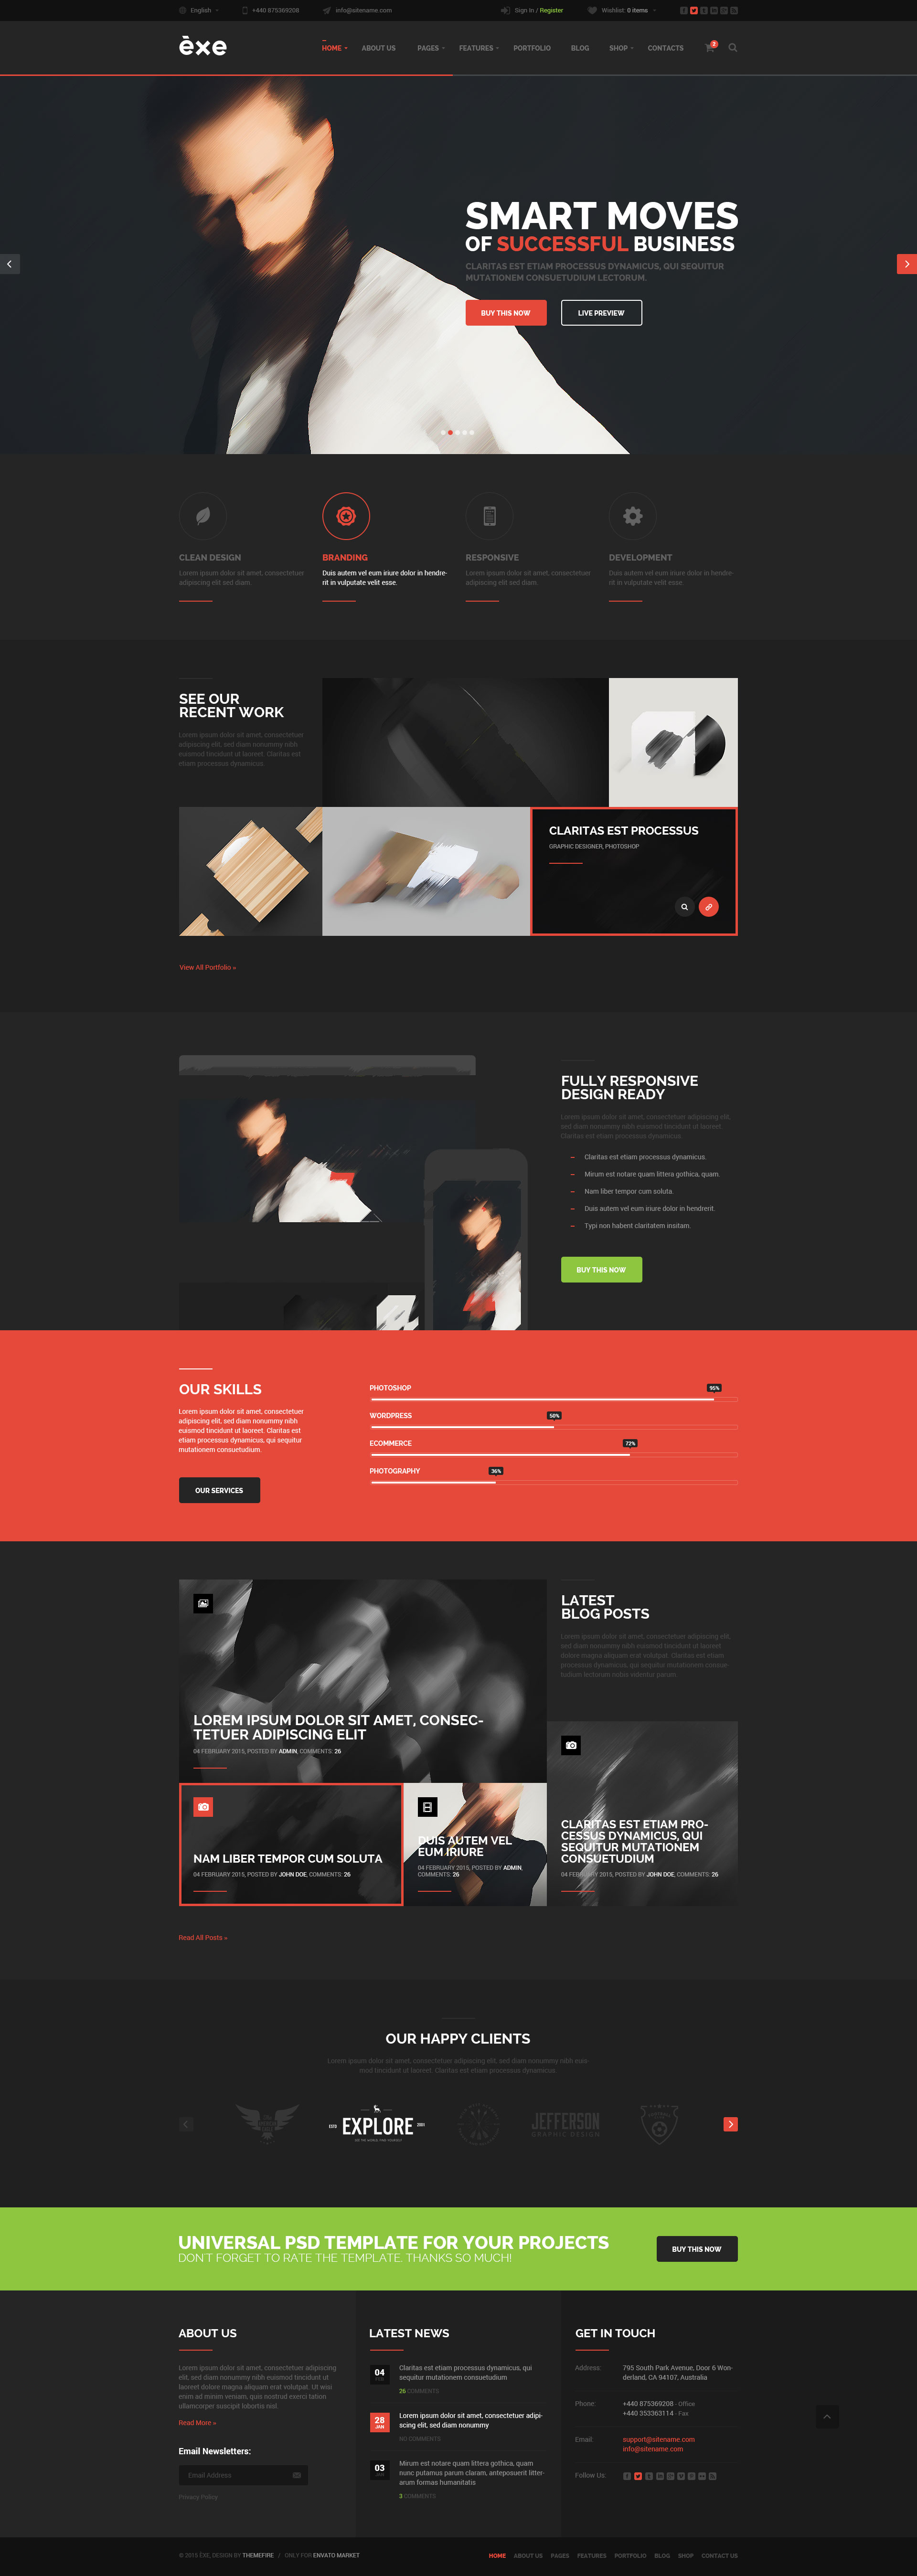 English
+440 875369208
info@sitename.com
Sign In / Register
Wishlist: 0 items
èxe
HOME
ABOUT US
PAGES
FEATURES
PORTFOLIO
BLOG
SHOP
CONTACTS
SMART MOVES
OF SUCCESSFUL BUSINESS
CLARITAS EST ETIAM PROCESSUS DYNAMICUS, QUI SEQUITUR
MUTATIONEM CONSUETUDIUM LECTORUM.
BUY THIS NOW
LIVE PREVIEW
CLEAN DESIGN
Lorem ipsum dolor sit amet, consectetuer
adipiscing elit sed diam.
BRANDING
Duis autem vel eum iriure dolor in hendre-
rit in vulputate velit esse.
RESPONSIVE
Lorem ipsum dolor sit amet, consectetuer
adipiscing elit sed diam.
DEVELOPMENT
Duis autem vel eum iriure dolor in hendre-
rit in vulputate velit esse.
SEE OUR
RECENT WORK
Lorem ipsum dolor sit amet, consectetuer
adipiscing elit, sed diam nonummy nibh
euismod tincidunt ut laoreet. Claritas est
etiam processus dynamicus.
CLARITAS EST PROCESSUS
GRAPHIC DESIGNER, PHOTOSHOP
View All Portfolio »
FULLY RESPONSIVE
DESIGN READY
Lorem ipsum dolor sit amet, consectetuer adipiscing elit,
sed diam nonummy nibh euismod tincidunt ut laoreet.
Claritas est etiam processus dynamicus.
– Claritas est etiam processus dynamicus.
– Mirum est notare quam littera gothica, quam.
– Nam liber tempor cum soluta.
– Duis autem vel eum iriure dolor in hendrerit.
– Typi non habent claritatem insitam.
BUY THIS NOW
OUR SKILLS
Lorem ipsum dolor sit amet, consectetuer
adipiscing elit, sed diam nonummy nibh
euismod tincidunt ut laoreet. Claritas est
etiam processus dynamicus, qui sequitur
mutationem consuetudium.
OUR SERVICES
PHOTOSHOP
95%
WORDPRESS
50%
ECOMMERCE
72%
PHOTOGRAPHY
36%
LOREM IPSUM DOLOR SIT AMET, CONSEC-
TETUER ADIPISCING ELIT
04 FEBRUARY 2015, POSTED BY ADMIN, COMMENTS: 26
LATEST
BLOG POSTS
Lorem ipsum dolor sit amet, consectetuer adipiscing elit,
sed diam nonummy nibh euismod tincidunt ut laoreet
dolore magna aliquam erat volutpat. Claritas est etiam
processus dynamicus, qui sequitur mutationem consue-
tudium lectorum
NAM LIBER TEMPOR CUM SOLUTA
04 FEBRUARY 2015, POSTED BY JOHN DOE, COMMENTS: 26
DUIS AUTEM VEL
EUM IRIURE
04 FEBRUARY 2015, POSTED BY ADMIN,
COMMENTS: 26
CLARITAS EST ETIAM PRO-
CESSUS DYNAMICUS, QUI
SEQUITUR MUTATIONEM
CONSUETUDIUM
04 FEBRUARY 2015, POSTED BY JOHN DOE, COMMENTS: 26
Read All Posts »
OUR HAPPY CLIENTS
Lorem ipsum dolor sit amet, consectetuer adipiscing elit, sed diam nonummy nibh euis-
mod tincidunt ut laoreet. Claritas est etiam processus dynamicus.
ESTD EXPLORE
JEFFERSON
GRAPHIC DESIGN
UNIVERSAL PSD TEMPLATE FOR YOUR PROJECTS
DON'T FORGET TO RATE THE TEMPLATE. THANKS SO MUCH!
BUY THIS NOW
ABOUT US
Lorem ipsum dolor sit amet, consectetuer adipiscing
elit, sed diam nonummy nibh euismod tincidunt ut
laoreet dolore magna aliquam erat volutpat. Ut wisi
enim ad minim veniam, quis nostrud exerci tation
ullamcorper suscipit lobortis nisl.
Read More »
Email Newsletters:
Email Address
Privacy Policy
LATEST NEWS
04
Claritas est etiam processus dynamicus, qui
sequitur mutationem consuetudium
26 COMMENTS
28
JAN
Lorem ipsum dolor sit amet, consectetuer adipi-
scing elit, sed diam nonummy
NO COMMENTS
03
Mirum est notare quam littera gothica, quam
nunc putamus parum claram, anteposuerit litter-
arum formas humanitatis
3 COMMENTS
GET IN TOUCH
Address: 795 South Park Avenue, Door 6 Won-
derland, CA 94107, Australia
Phone: +440 875369208 - Office
+440 353363114 - Fax
Email: support@sitename.com
info@sitename.com
Follow Us:
© 2015 ÈXE, DESIGN BY THEMEFIRE / ONLY FOR ENVATO MARKET
HOME
ABOUT US
PAGES
FEATURES
PORTFOLIO
BLOG
SHOP
CONTACT US